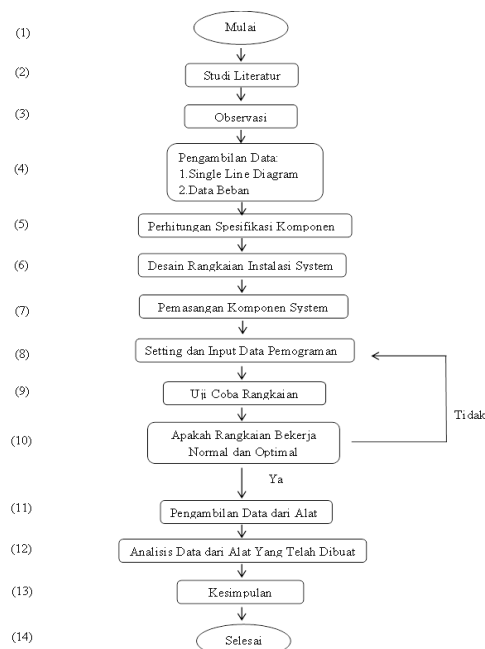 (1) Mulai
(2) Studi Literatur
(3) Observasi
(4) Pengambilan Data:
1.Single Line Diagram
2.Data Beban
(5) Perhitungan Spesifikasi Komponen
(6) Desain Rangkaian Instalasi System
(7) Pemasangan Komponen System
(8) Setting dan Input Data Pemograman
(9) Uji Coba Rangkaian
Tidak
(10) Apakah Rangkaian Bekerja
Normal dan Optimal
Ya
(11) Pengambilan Data dari Alat
(12) Analisis Data dari Alat Yang Telah Dibuat
(13) Kesimpulan
(14) Selesai